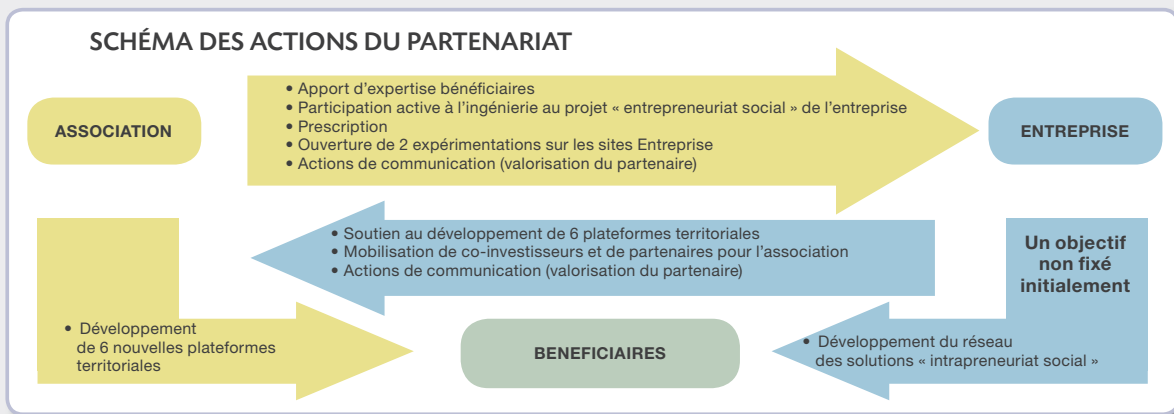 SCHÉMA DES ACTIONS DU PARTENARIAT
ASSOCIATION
• Apport d'expertise bénéficiaires
• Participation active à l'ingénierie au projet « entrepreneuriat social » de l'entreprise
• Prescription
• Ouverture de 2 expérimentations sur les sites Entreprise
• Actions de communication (valorisation du partenaire)
ENTREPRISE
• Soutien au développement de 6 plateformes territoriales
• Mobilisation de co-investisseurs et de partenaires pour l'association
• Actions de communication (valorisation du partenaire)
Un objectif
non fixé
initialement
• Développement
de 6 nouvelles plateformes
territoriales
BENEFICIAIRES
• Développement du réseau
des solutions « intrapreneuriat social »